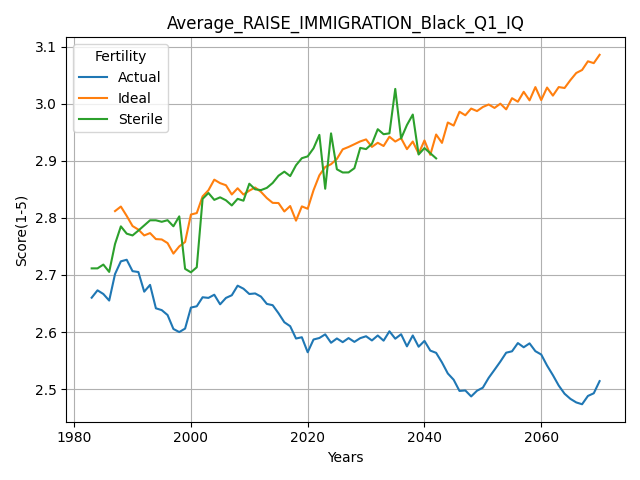 Average_RAISE_IMMIGRATION_Black_Q1_IQ
Fertility
Actual
Ideal
Sterile
Score(1-5)
3.1
3.0
2.9
2.8
2.7
2.6
2.5
1980
2000
2020
2040
2060
Years